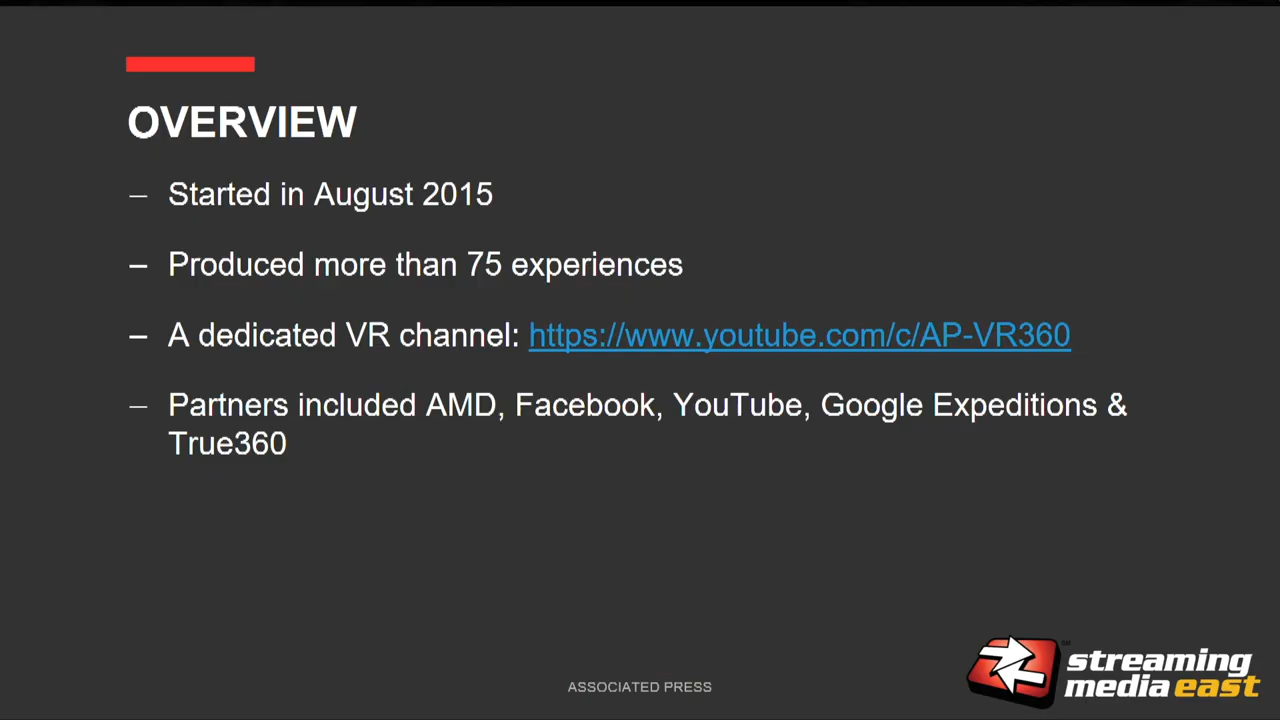 OVERVIEW
– Started in August 2015
– Produced more than 75 experiences
– A dedicated VR channel: https://www.youtube.com/c/AP-VR360
– Partners included AMD, Facebook, YouTube, Google Expeditions &
True360
ASSOCIATED PRESS
SM
streaming
media east